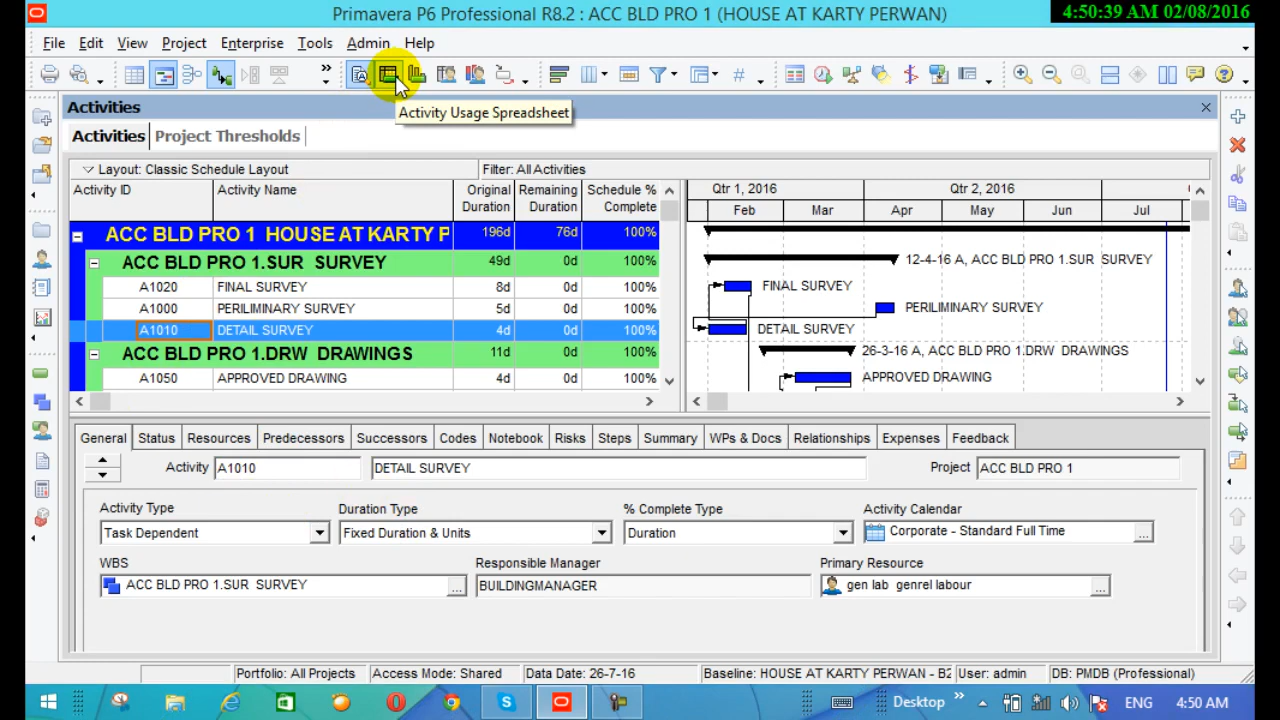 Primavera P6 Professional R8.2 : ACC BLD PRO 1 (HOUSE AT KARTY PERWAN)
4:50:39 AM 02/08/2016
File Edit View Project Enterprise Tools Admin Help
Activity Usage Spreadsheet
Activities
Activities Project Thresholds
Layout: Classic Schedule Layout Filter: All Activities
Activity ID Activity Name Original Duration Remaining Duration Schedule % Complete
Qtr 1, 2016 Qtr 2, 2016
Feb Mar Apr May Jun Jul
ACC BLD PRO 1 HOUSE AT KARTY P 196d 76d 100%
ACC BLD PRO 1.SUR SURVEY 49d 0d 100% 12-4-16 A, ACC BLD PRO 1.SUR SURVEY
A1020 FINAL SURVEY 8d 0d 100% FINAL SURVEY
A1000 PERILIMINARY SURVEY 5d 0d 100% PERILIMINARY SURVEY
A1010 DETAIL SURVEY 4d 0d 100% DETAIL SURVEY
ACC BLD PRO 1.DRW DRAWINGS 11d 0d 100% 26-3-16 A, ACC BLD PRO 1.DRW DRAWINGS
A1050 APPROVED DRAWING 4d 0d 100% APPROVED DRAWING
General Status Resources Predecessors Successors Codes Notebook Risks Steps Summary WPs & Docs Relationships Expenses Feedback
Activity A1010 DETAIL SURVEY Project ACC BLD PRO 1
Activity Type Duration Type % Complete Type Activity Calendar
Task Dependent Fixed Duration & Units Duration Corporate - Standard Full Time
WBS Responsible Manager Primary Resource
ACC BLD PRO 1.SUR SURVEY BUILDINGMANAGER gen lab genrel labour
Portfolio: All Projects Access Mode: Shared Data Date: 26-7-16 Baseline: HOUSE AT KARTY PERWAN - B2 User: admin DB: PMDB (Professional)
Desktop ENG 4:50 AM